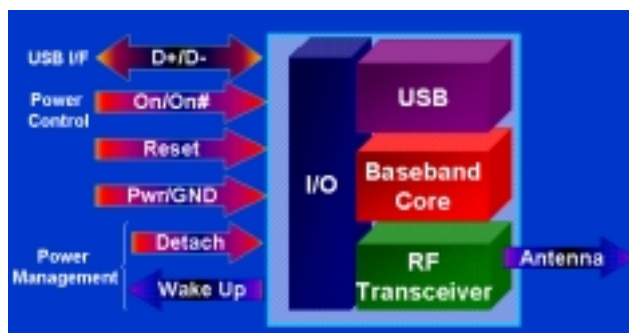 USB I/F
D+/D-
Power
Control
On/On#
Reset
Pwr/GND
Power
Management
Detach
Wake Up
I/O
USB
Baseband
Core
RF
Transceiver
Antenna